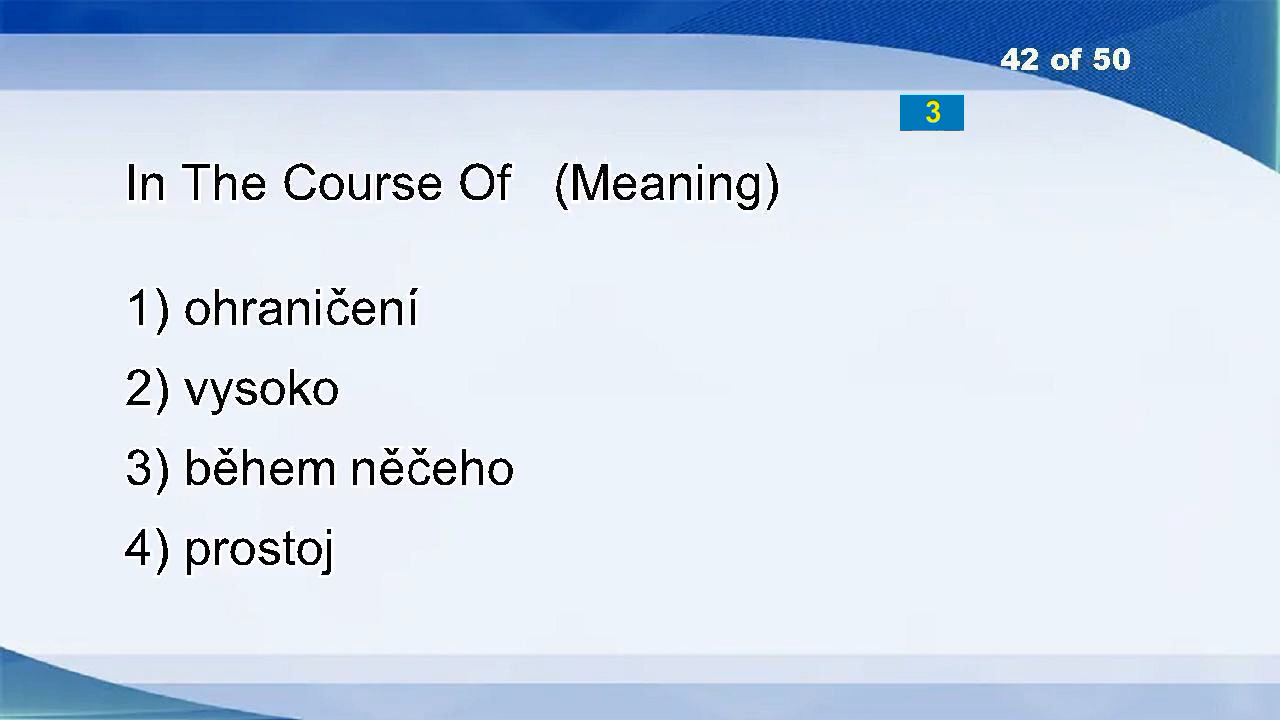 42 of 50
3
In The Course Of (Meaning)
1) ohraničení
2) vysoko
3) během něčeho
4) prostoj